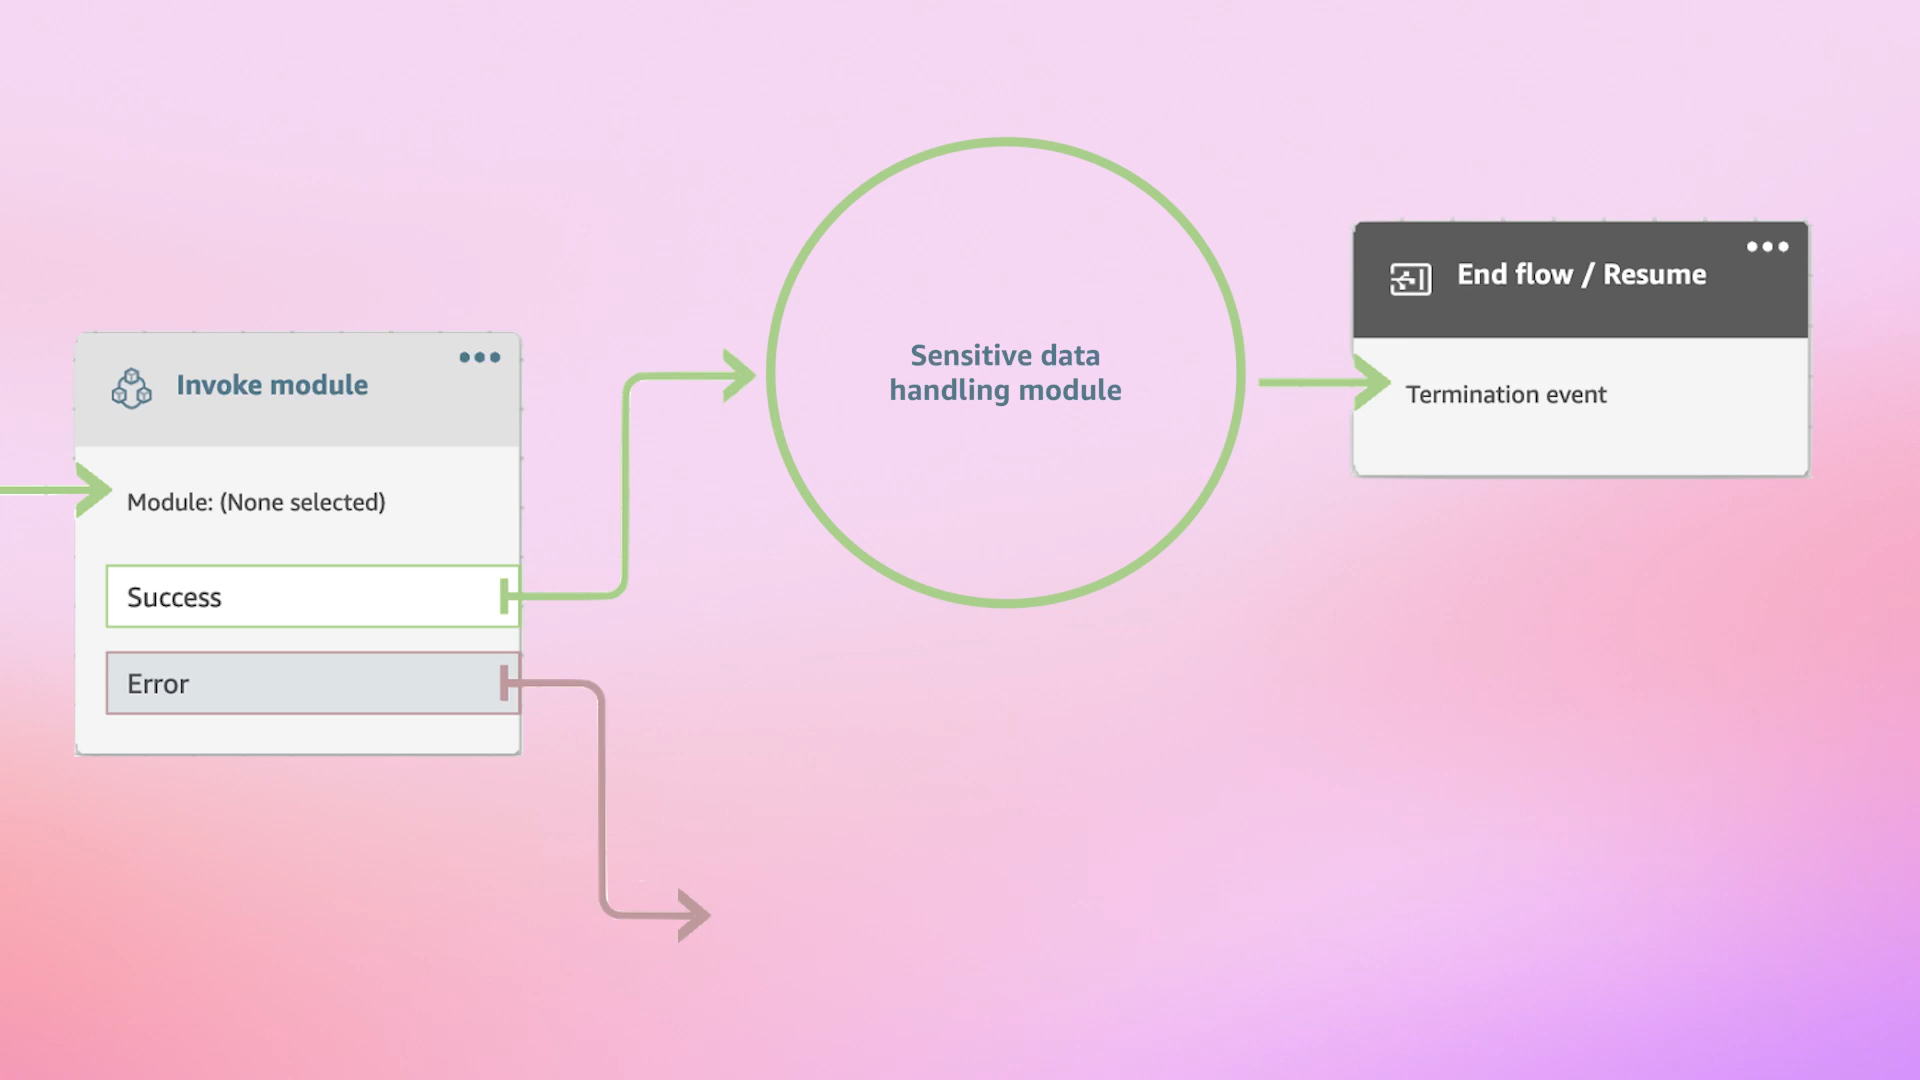 Invoke module
Module: (None selected)
Success
Error
Sensitive data
handling module
End flow / Resume
Termination event